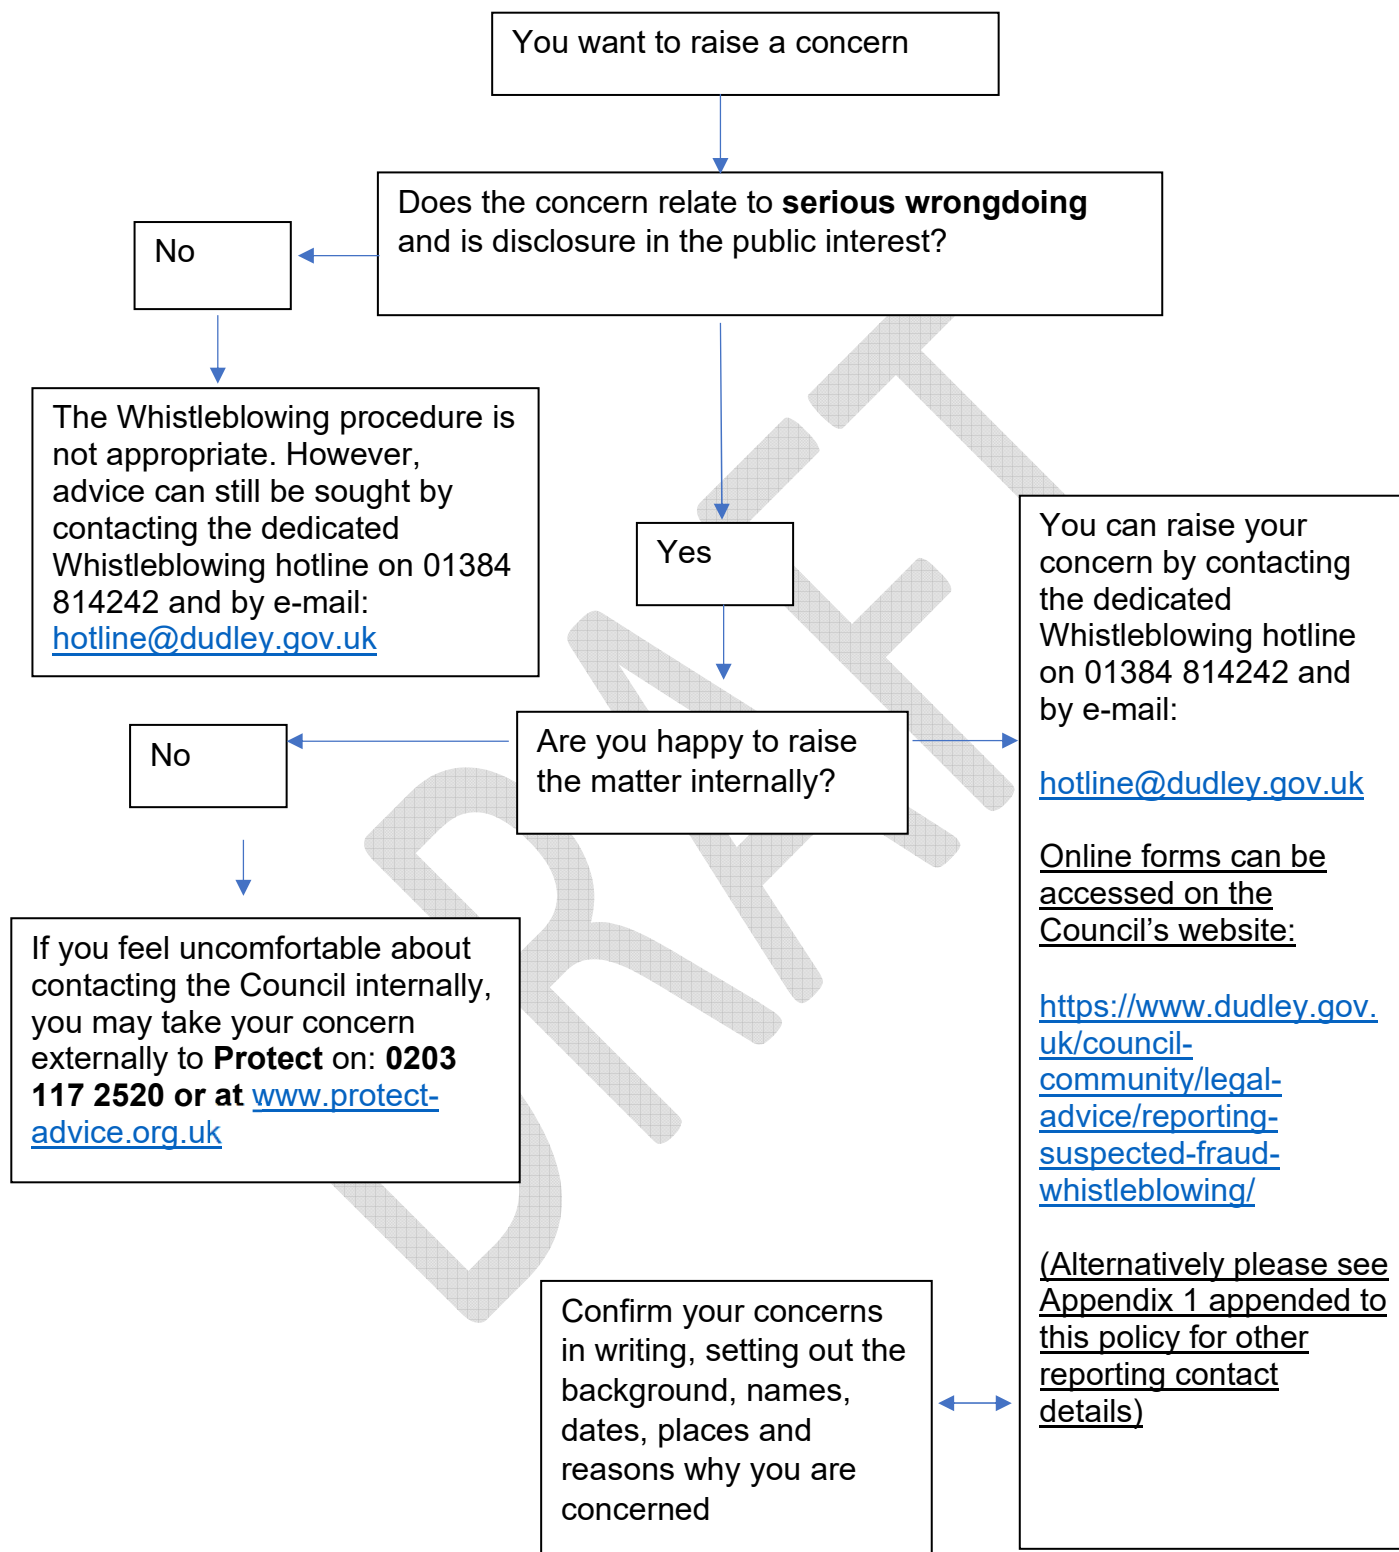 You want to raise a concern
Does the concern relate to serious wrongdoing
and is disclosure in the public interest?
No
The Whistleblowing procedure is
not appropriate. However,
advice can still be sought by
contacting the dedicated
Whistleblowing hotline on 01384
814242 and by e-mail:
hotline@dudley.gov.uk
Yes
Are you happy to raise
the matter internally?
No
If you feel uncomfortable about
contacting the Council internally,
you may take your concern
externally to Protect on: 0203
117 2520 or at www.protect-
advice.org.uk
You can raise your
concern by contacting
the dedicated
Whistleblowing hotline
on 01384 814242 and
by e-mail:
hotline@dudley.gov.uk
Online forms can be
accessed on the
Council’s website:
https://www.dudley.gov.
uk/council-
community/legal-
advice/reporting-
suspected-fraud-
whistleblowing/
(Alternatively please see
Appendix 1 appended to
this policy for other
reporting contact
details)
Confirm your concerns
in writing, setting out the
background, names,
dates, places and
reasons why you are
concerned
DRAFT